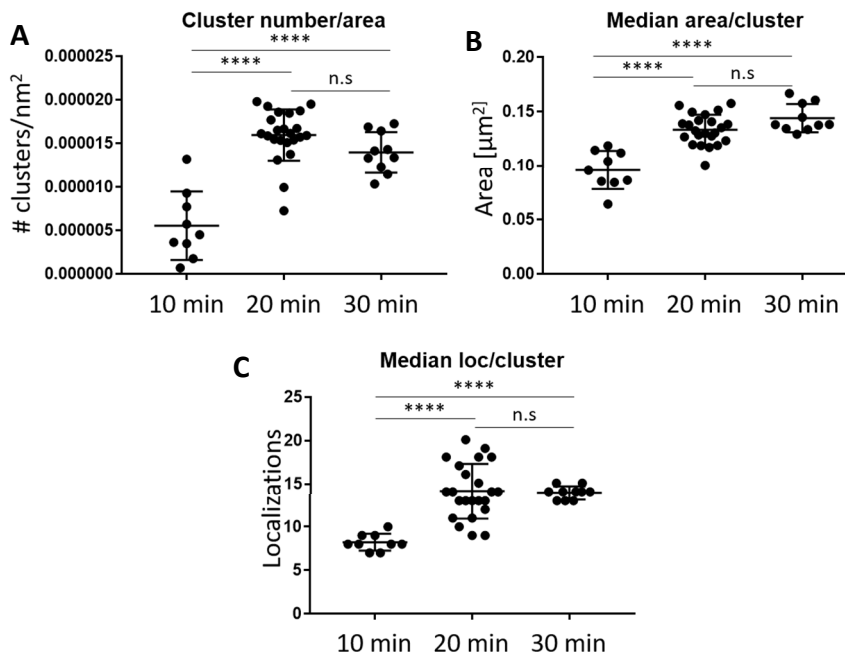 A
Cluster number/area
****
****
n.s
# clusters/nm²
0.000025
0.000020
0.000015
0.000010
0.000005
0.000000
10 min 20 min 30 min
B
Median area/cluster
****
****
n.s
Area [µm²]
0.20
0.15
0.10
0.05
0.00
10 min 20 min 30 min
C
Median loc/cluster
****
****
n.s
Localizations
25
20
15
10
5
0
10 min 20 min 30 min